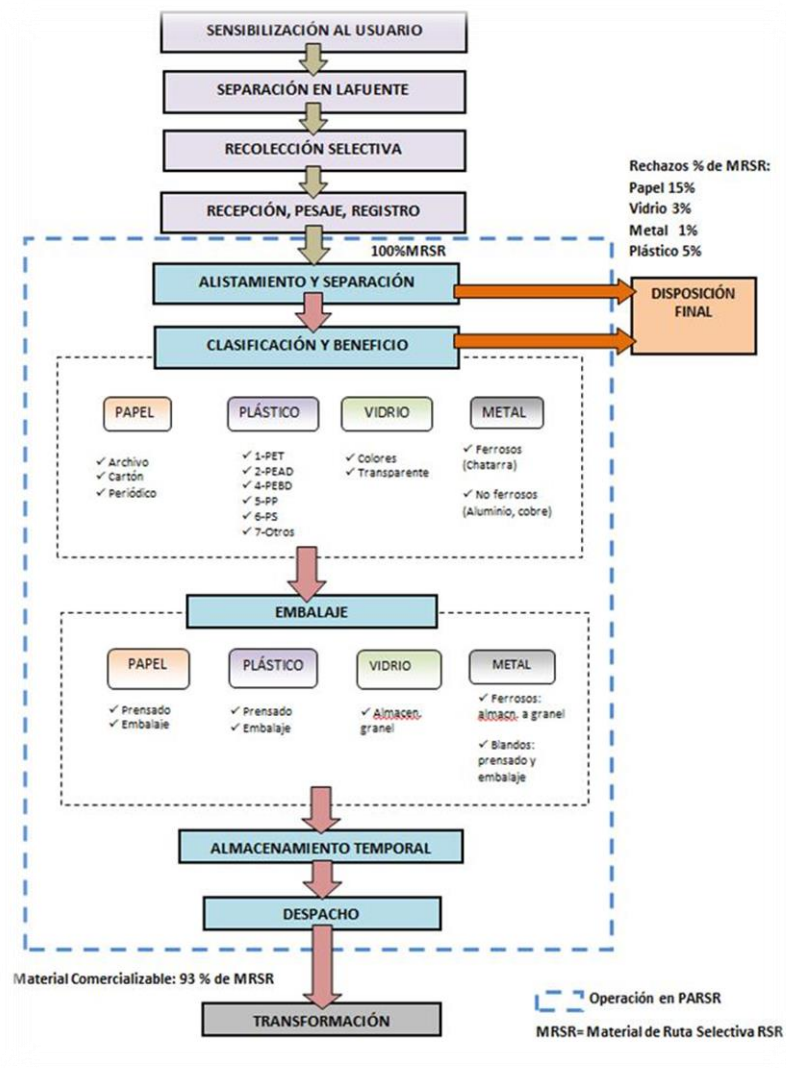 SENSIBILIZACIÓN AL USUARIO
SEPARACIÓN EN LAFUENTE
RECOLECCIÓN SELECTIVA
RECEPCIÓN, PESAJE, REGISTRO
Rechazos % de MRSR:
Papel 15%
Vidrio 3%
Metal 1%
Plástico 5%
100%MRSR
ALISTAMIENTO Y SEPARACIÓN
DISPOSICIÓN
FINAL
CLASIFICACIÓN Y BENEFICIO
PAPEL
✓ Archivo
✓ Cartón
✓ Periódico
PLÁSTICO
✓ 1-PET
✓ 2-PEAD
✓ 4-PEBD
✓ 5-PP
✓ 6-PS
✓ 7-Otros
VIDRIO
✓ Colores
✓ Transparente
METAL
✓ Ferrosos
(Chatarra)
✓ No ferrosos
(Aluminio, cobre)
EMBALAJE
PAPEL
✓ Prensado
✓ Embalaje
PLÁSTICO
✓ Prensado
✓ Embalaje
VIDRIO
✓ Almacen.
granel
METAL
✓ Ferrosos:
almacn. a granel
✓ Blandos:
prensado y
embalaje
ALMACENAMIENTO TEMPORAL
DESPACHO
Material Comercializable: 93 % de MRSR
TRANSFORMACIÓN
Operación en PARSR
MRSR= Material de Ruta Selectiva RSR